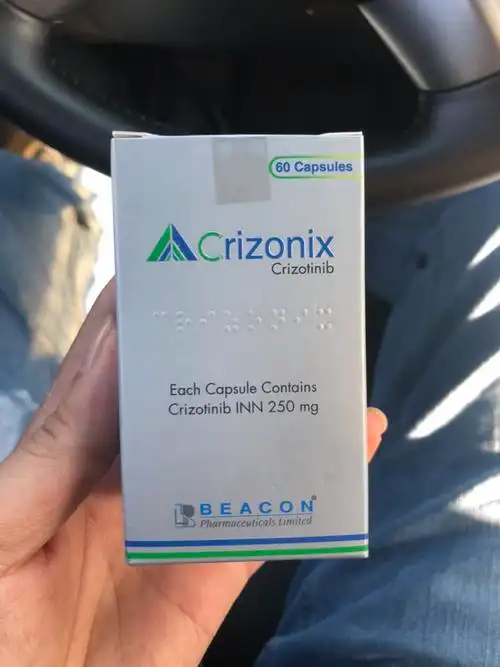 60 Capsules
Crizonix
Crizotinib
Each Capsule Contains
Crizotinib INN 250 mg
BEACON®
Pharmaceuticals Limited